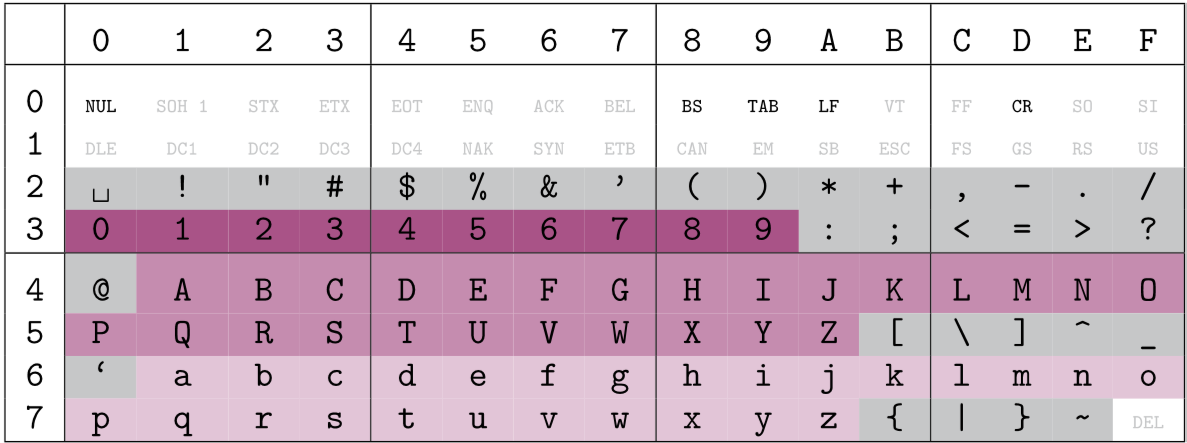 0 1 2 3 4 5 6 7 8 9 A B C D E F
0 NUL SOH 1 STX ETX EOT ENQ ACK BEL BS TAB LF VT FF CR SO SI
1 DLE DC1 DC2 DC3 DC4 NAK SYN ETB CAN EM SB ESC FS GS RS US
2 ␣ ! " # $ % & ’ ( ) * + , - . /
3 0 1 2 3 4 5 6 7 8 9 : ; < = > ?
4 @ A B C D E F G H I J K L M N O
5 P Q R S T U V W X Y Z [ \ ] ^ _
6 ‘ a b c d e f g h i j k l m n o
7 p q r s t u v w x y z { | } ~ DEL